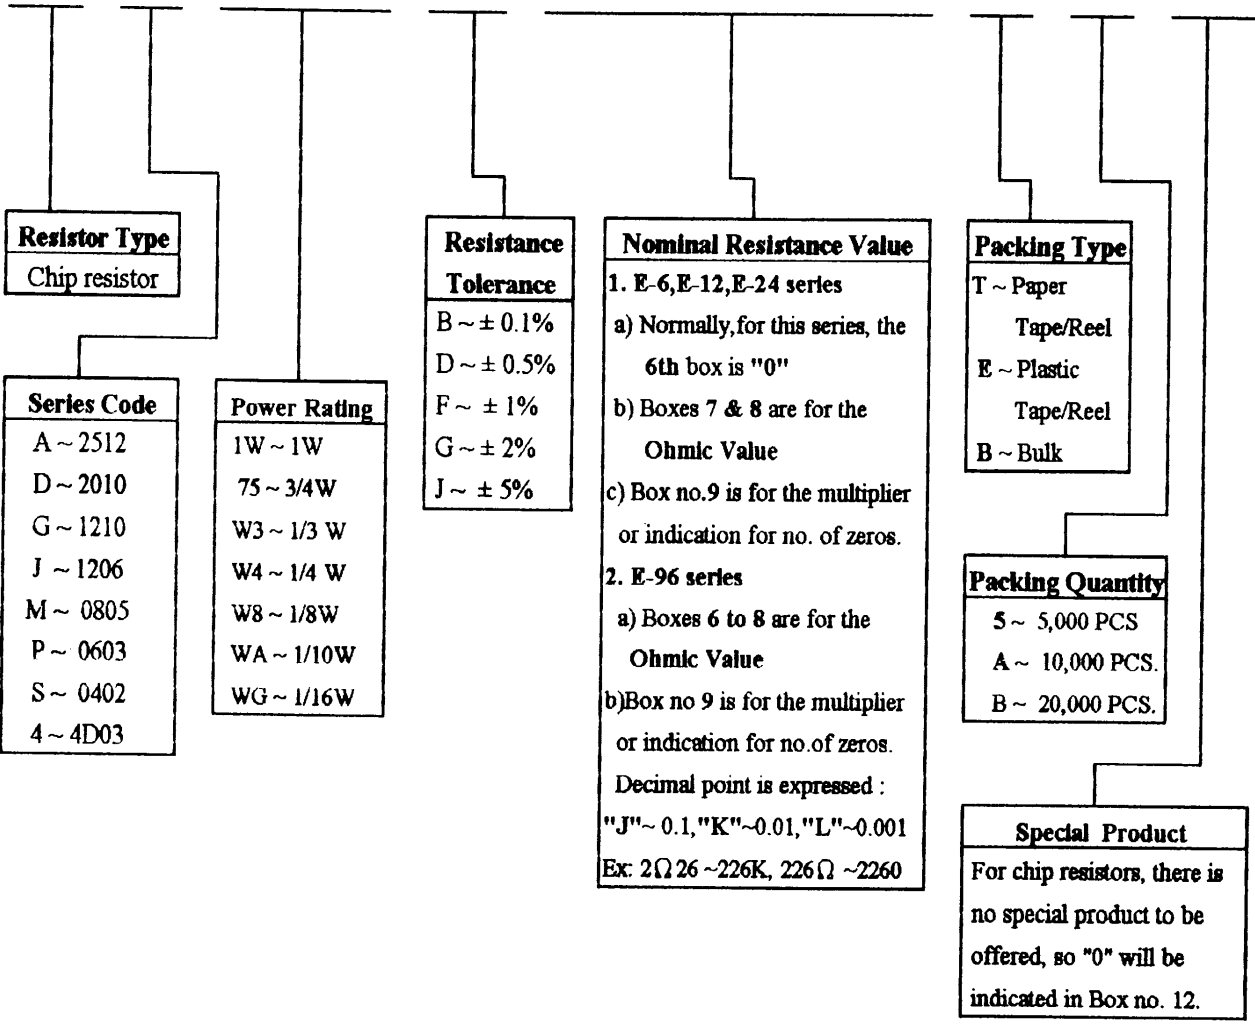 Resistor Type
Chip resistor
Series Code
A ~ 2512
D ~ 2010
G ~ 1210
J ~ 1206
M ~ 0805
P ~ 0603
S ~ 0402
4 ~ 4D03
Power Rating
1W ~ 1W
75 ~ 3/4W
W3 ~ 1/3 W
W4 ~ 1/4 W
W8 ~ 1/8W
WA ~ 1/10W
WG ~ 1/16W
Resistance
Tolerance
B ~ ± 0.1%
D ~ ± 0.5%
F ~ ± 1%
G ~ ± 2%
J ~ ± 5%
Nominal Resistance Value
1. E-6,E-12,E-24 series
a) Normally,for this series, the
6th box is "0"
b) Boxes 7 & 8 are for the
Ohmic Value
c) Box no.9 is for the multiplier
or indication for no. of zeros.
2. E-96 series
a) Boxes 6 to 8 are for the
Ohmic Value
b)Box no 9 is for the multiplier
or indication for no.of zeros.
Decimal point is expressed :
"J"~ 0.1,"K"~0.01,"L"~0.001
Ex: 2Ω26 ~226K, 226Ω ~2260
Packing Type
T ~ Paper
Tape/Reel
E ~ Plastic
Tape/Reel
B ~ Bulk
Packing Quantity
5 ~ 5,000 PCS
A ~ 10,000 PCS.
B ~ 20,000 PCS.
Special Product
For chip resistors, there is
no special product to be
offered, so "0" will be
indicated in Box no. 12.